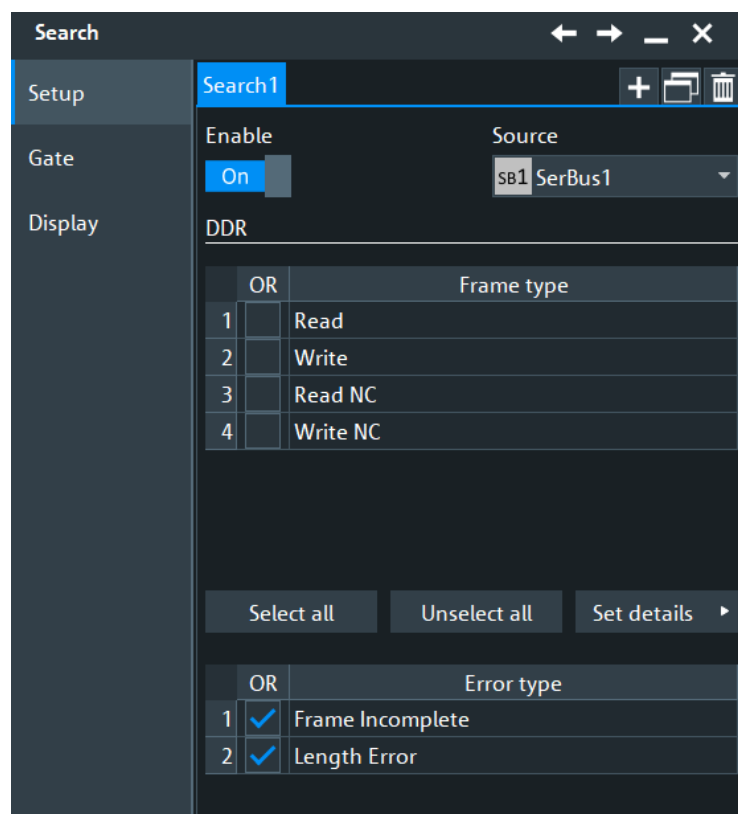 Search
Setup
Gate
Display
Search1
Enable
Source
On
SB1 SerBus1
DDR
OR Frame type
1 Read
2 Write
3 Read NC
4 Write NC
Select all Unselect all Set details
OR Error type
1 Frame Incomplete
2 Length Error